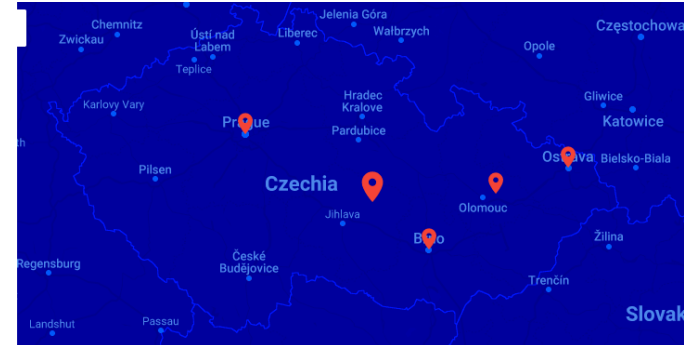 Jelenia Góra
Chemnitz
Zwickau
Ústí nad
Labem
Liberec
Wałbrzych
Częstochowa
Opole
Teplice
Karlovy Vary
Hradec
Kralove
Gliwice
Katowice
Pardubice
Pilsen
Czechia
Bielsko-Biala
Jihlava
Olomouc
Žilina
České
Budějovice
Regensburg
Trenčín
Landshut
Passau
Slovak